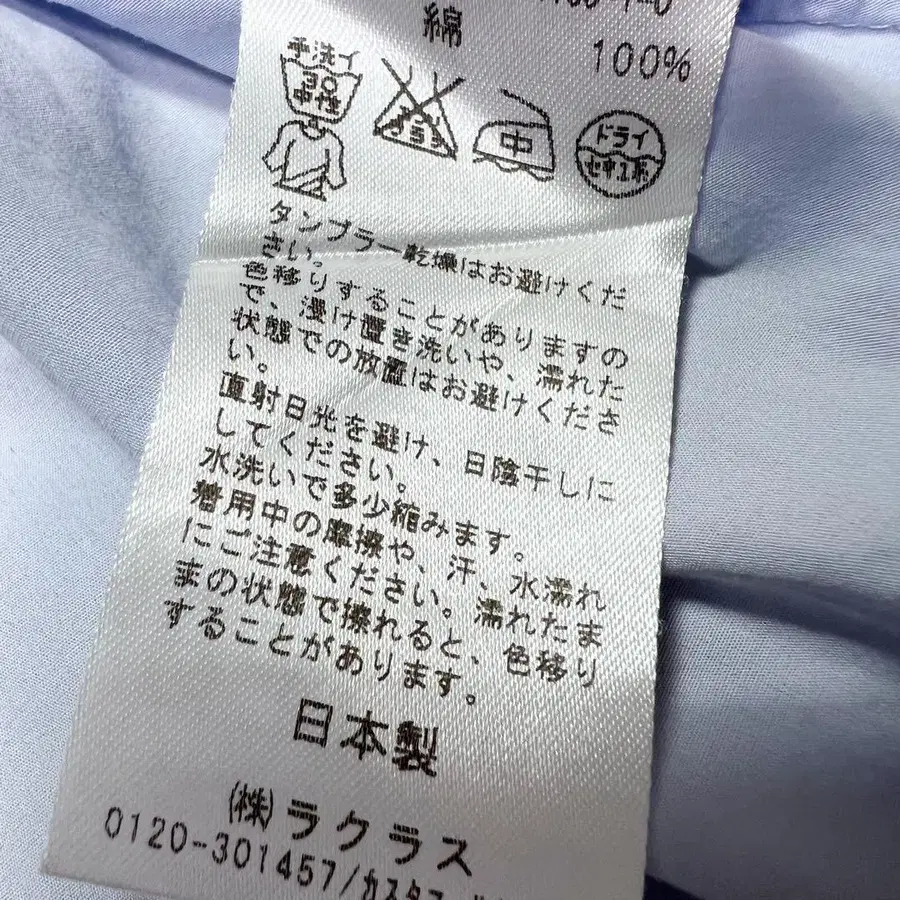 綿 100%
手洗イ
30
中性
エンソサラシ
中
ドライ
セキユ系
タンブラー乾燥はお避けくだ
さい。
色移りすることがありますの
で、浸け置き洗いや、濡れた
状態での放置はお避けくださ
い。
直射日光を避け、日陰干しに
してください。
水洗いで多少縮みます。
着用中の摩擦や、汗、水濡れ
にご注意ください。濡れたま
まの状態で擦れると、色移り
することがあります。
日本製
(株)ラクラス
0120-301457/カスタマ